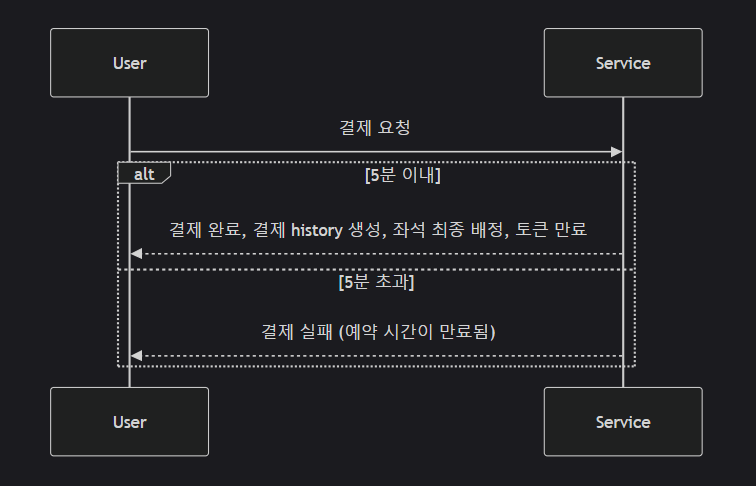 User
Service
결제 요청
alt
[5분 이내]
결제 완료, 결제 history 생성, 좌석 최종 배정, 토큰 만료
[5분 초과]
결제 실패 (예약 시간이 만료됨)
User
Service